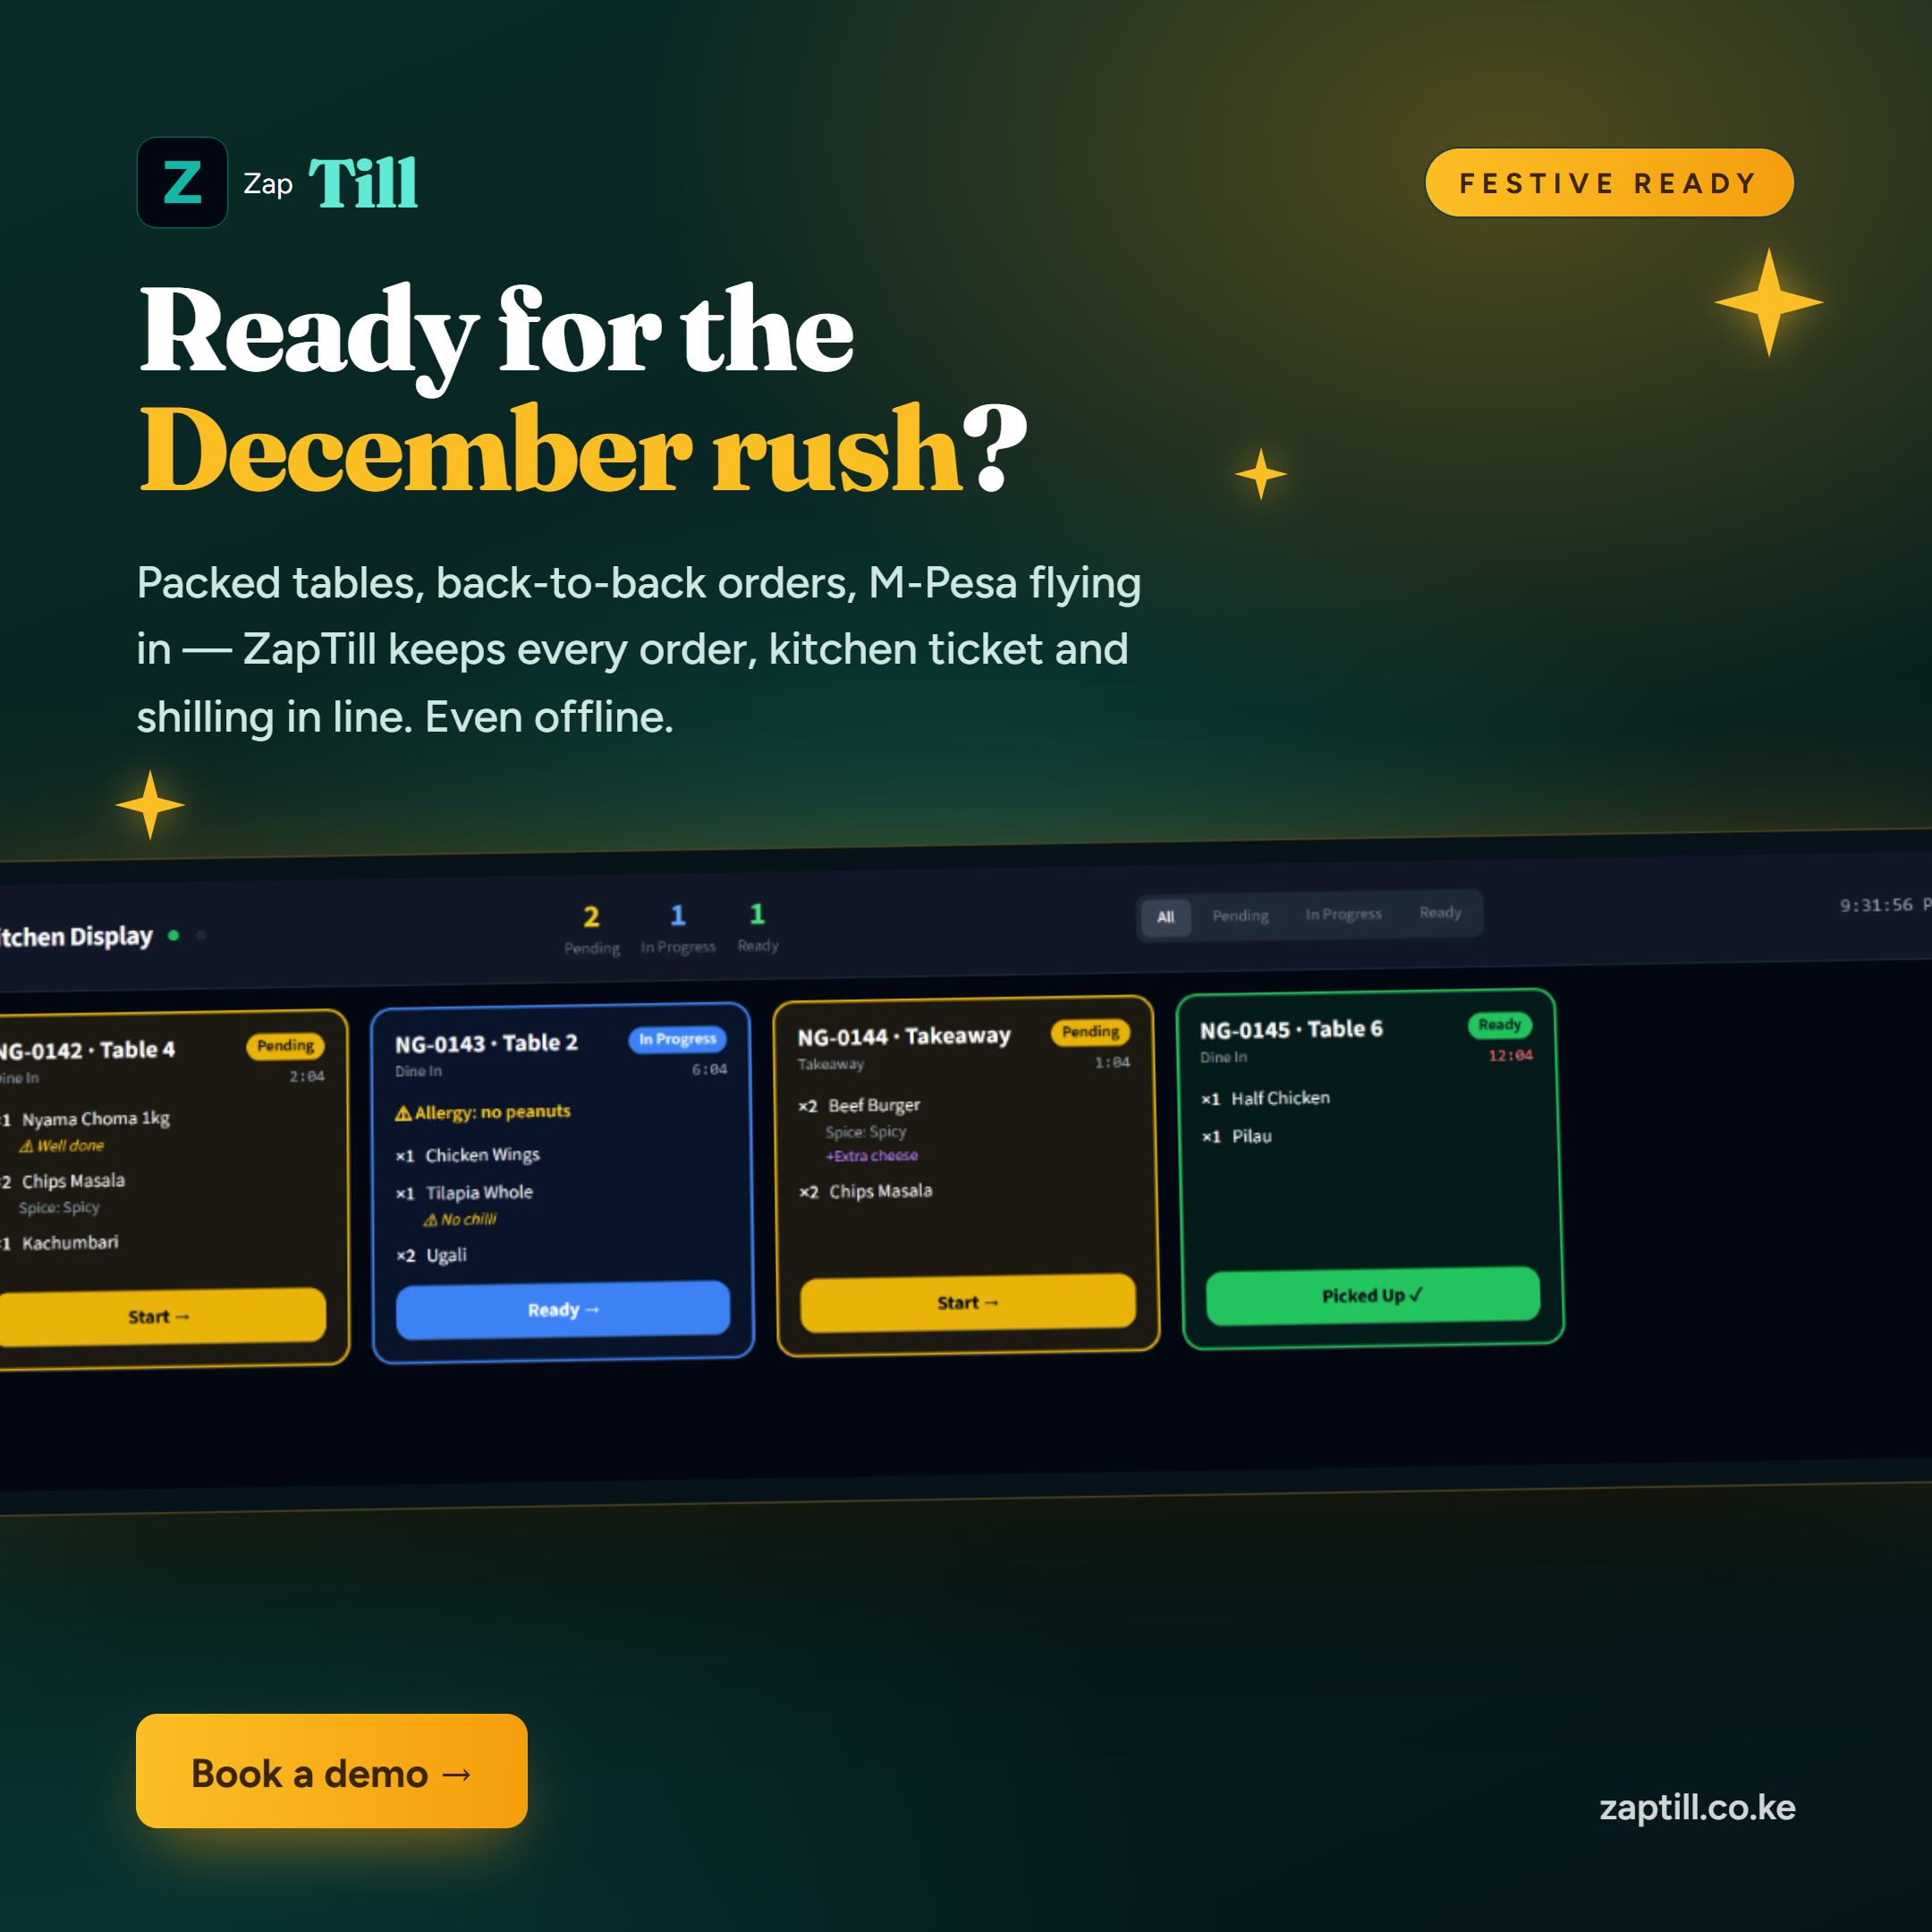 Z Zap Till
FESTIVE READY
Ready for the
December rush?
Packed tables, back-to-back orders, M-Pesa flying
in — ZapTill keeps every order, kitchen ticket and
shilling in line. Even offline.
itchen Display
2 1 1
Pending In Progress Ready
All Pending In Progress Ready
9:31:56 P
NG-0142 · Table 4 Pending
Dine In 2:04
×1 Nyama Choma 1kg
⚠ Well done
×2 Chips Masala
Spice: Spicy
×1 Kachumbari
Start →
NG-0143 · Table 2 In Progress
Dine In 6:04
⚠ Allergy: no peanuts
×1 Chicken Wings
×1 Tilapia Whole
⚠ No chilli
×2 Ugali
Ready →
NG-0144 · Takeaway Pending
Takeaway 1:04
×2 Beef Burger
Spice: Spicy
+Extra cheese
×2 Chips Masala
Start →
NG-0145 · Table 6 Ready
Dine In 12:04
×1 Half Chicken
×1 Pilau
Picked Up ✓
Book a demo →
zaptill.co.ke